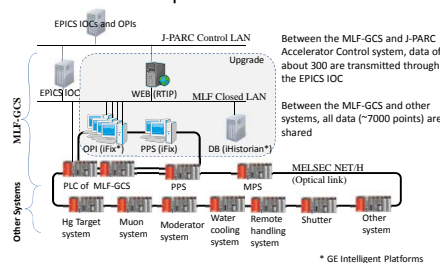 EPICS IOCs and OPIs
J-PARC Control LAN
Upgrade
EPICS IOC
WEB (RTIP)
MLF Closed LAN
OPI (iFix*)
PPS (iFix)
DB (iHistorian*)
MLF-GCS
MELSEC NET/H
(Optical link)
PLC of MLF-GCS
PPS
MPS
Other Systems
Hg Target
system
Muon
system
Moderator
system
Water
cooling
system
Remote
handling
system
Shutter
Other
system
Between the MLF-GCS and J-PARC
Accelerator Control system, data of
about 300 are transmitted through
the EPICS IOC
Between the MLF-GCS and other
systems, all data (~7000 points) are
shared
* GE Intelligent Platforms